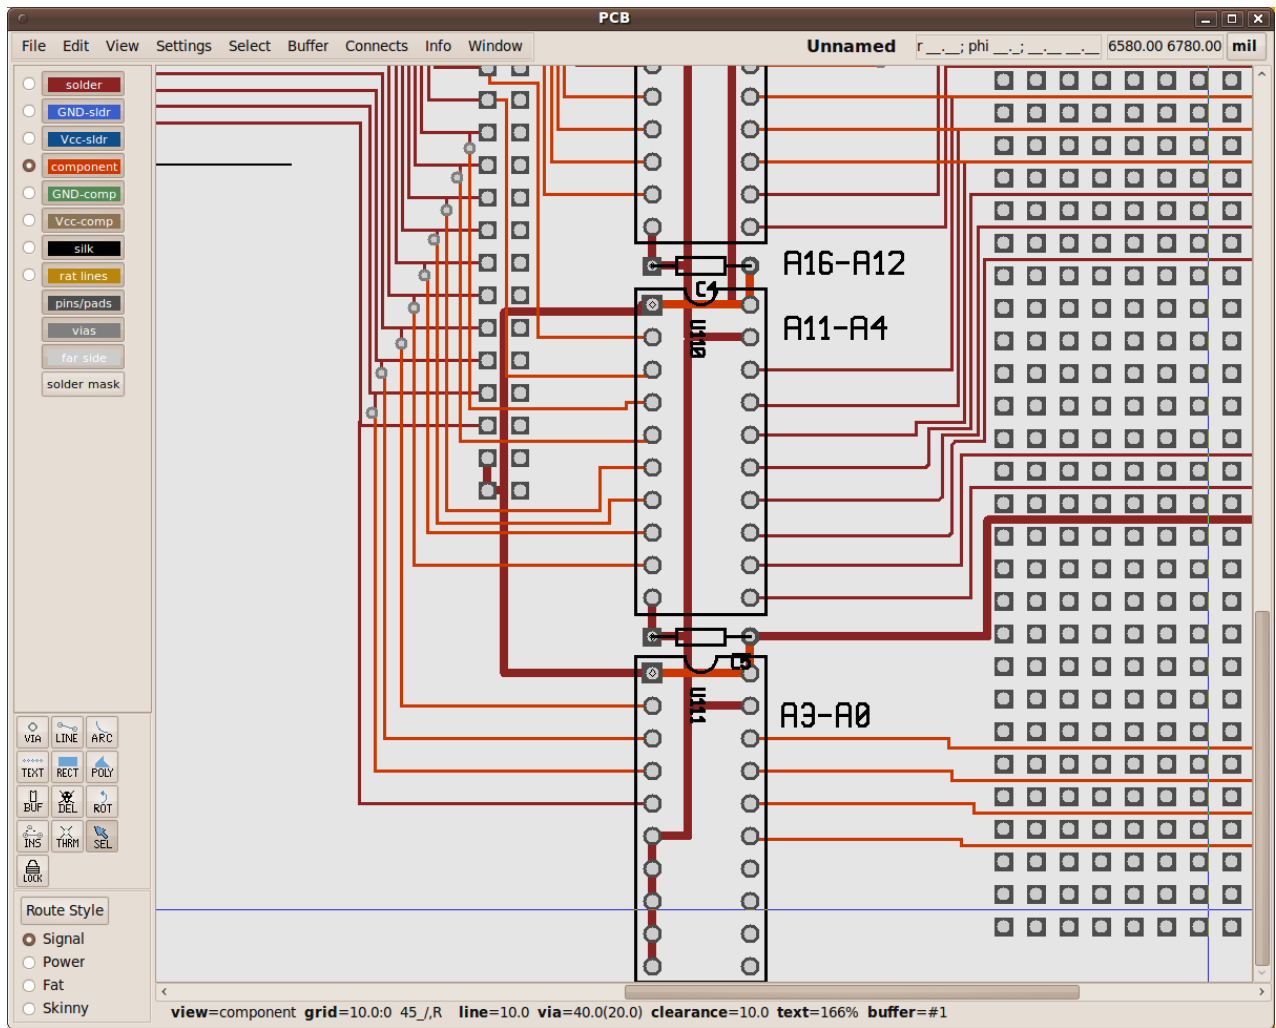 PCB
File Edit View Settings Select Buffer Connects Info Window
Unnamed
r __.__; phi __._; __.__ __.__
6580.00 6780.00
mil
solder
GND-sldr
Vcc-sldr
component
GND-comp
Vcc-comp
silk
rat lines
pins/pads
vias
far side
solder mask
VIA LINE ARC
TEXT RECT POLY
BUF DEL ROT
INS THRM SEL
LOCK
Route Style
Signal
Power
Fat
Skinny
A16-A12
C4
U110
A11-A4
C5
U111
A3-A0
view=component grid=10.0:0 45_/,R line=10.0 via=40.0(20.0) clearance=10.0 text=166% buffer=#1